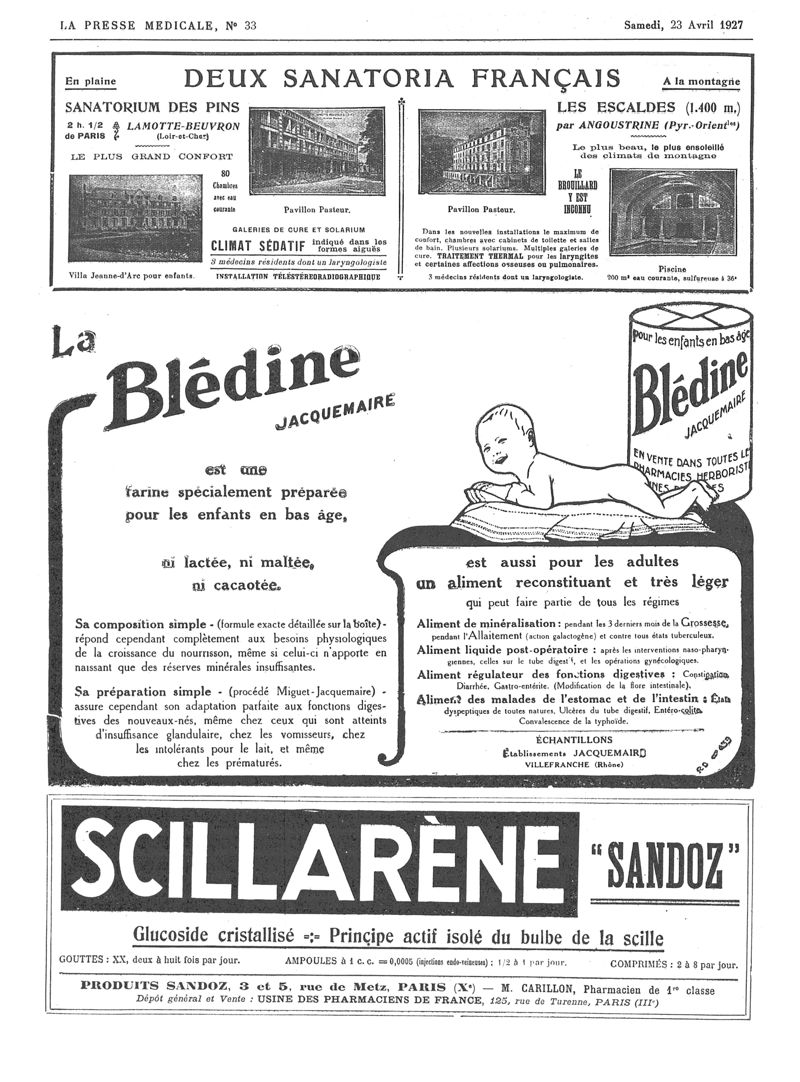 LA PRESSE MEDICALE, Nº 33
Samedi, 23 Avril 1927
En plaine
DEUX SANATORIA FRANÇAIS
A la montagne
SANATORIUM DES PINS
2 h. 1/2 de PARIS
LAMOTTE-BEUVRON
(Loir-et-Cher)
LE PLUS GRAND CONFORT
80
Chambres
avec eau
courante
Villa Jeanne-d'Arc pour enfants.
Pavillon Pasteur.
GALERIES DE CURE ET SOLARIUM
CLIMAT SÉDATIF indiqué dans les formes aiguës
3 médecins résidents dont un laryngologiste
INSTALLATION TÉLÉSTÉRÉORADIOGRAPHIQUE
LES ESCALDES (1.400 m.)
par ANGOUSTRINE (Pyr.-Orientles)
Le plus beau, le plus ensoleillé
des climats de montagne
LE
BROUILLARD
Y EST
INCONNU
Pavillon Pasteur.
Dans les nouvelles installations le maximum de
confort, chambres avec cabinets de toilette et salles
de bain. Plusieurs solariums. Multiples galeries de
cure. TRAITEMENT THERMAL pour les laryngites
et certaines affections osseuses ou pulmonaires.
3 médecins résidents dont un laryngologiste.
Piscine
200 m² eau courante, sulfureuse à 36º
La
Blédine
JACQUEMAIRE
est une
farine spécialement préparée
pour les enfants en bas âge,
ni lactée, ni maltée,
ni cacaotée.
Sa composition simple - (formule exacte détaillée sur la boîte) -
répond cependant complètement aux besoins physiologiques
de la croissance du nourrisson, même si celui-ci n'apporte en
naissant que des réserves minérales insuffisantes.
Sa préparation simple - (procédé Miguet-Jacquemaire) -
assure cependant son adaptation parfaite aux fonctions diges-
tives des nouveaux-nés, même chez ceux qui sont atteints
d'insuffisance glandulaire, chez les vomisseurs, chez
les intolérants pour le lait, et même
chez les prématurés.
pour les enfants en bas âge
Blédine
JACQUEMAIRE
EN VENTE DANS TOUTES LE
PHARMACIES HERBORISTE
est aussi pour les adultes
un aliment reconstituant et très léger
qui peut faire partie de tous les régimes
Aliment de minéralisation : pendant les 3 derniers mois de la Grossesse,
pendant l'Allaitement (action galactogène) et contre tous états tuberculeux.
Aliment liquide post-opératoire : après les interventions naso-pharyn-
giennes, celles sur le tube digestif, et les opérations gynécologiques.
Aliment régulateur des fonctions digestives : Constipation
Diarrhée, Gastro-entérite. (Modification de la flore intestinale).
Aliment des malades de l'estomac et de l'intestin : Etats
dyspeptiques de toutes natures, Ulcères du tube digestif, Entéro-colite,
Convalescence de la typhoïde.
ÉCHANTILLONS
Établissements JACQUEMAIRE
VILLEFRANCHE (Rhône)
SCILLARÈNE
"SANDOZ"
Glucoside cristallisé -:- Prinçipe actif isolé du bulbe de la scille
GOUTTES : XX, deux à huit fois par jour.
AMPOULES à 1 c. c. = 0,0005 (injections endo-veineuses) : 1/2 à 1 par jour.
COMPRIMÉS : 2 à 8 par jour.
PRODUITS SANDOZ, 3 et 5, rue de Metz, PARIS (Xe) — M. CARILLON, Pharmacien de 1re classe
Dépôt général et Vente : USINE DES PHARMACIENS DE FRANCE, 125, rue de Turenne, PARIS (IIIe)